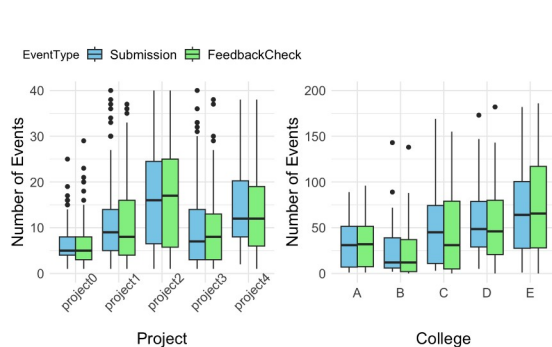 EventType Submission FeedbackCheck
Number of Events
40
30
20
10
0
project0 project1 project2 project3 project4
Project
Number of Events
200
150
100
50
0
A B C D E
College